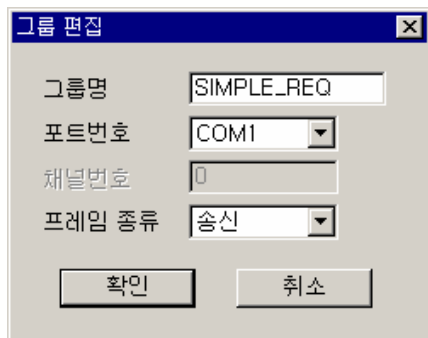 그룹 편집
그룹명 SIMPLE_REQ
포트번호 COM1
채널번호 0
프레임 종류 송신
확인 취소